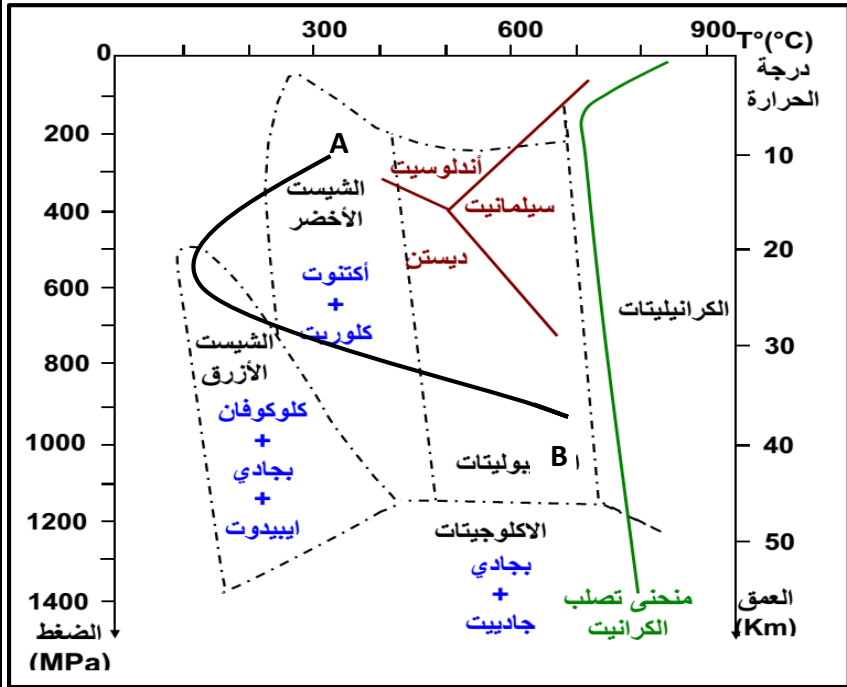 300 600 900 T°(°C)
درجة
الحرارة
0
200
400
600
800
1000
1200
1400
الضغط
(MPa)
10
20
30
40
50
العمق
(Km)
A
الشيست
الأخضر
أكتنوت
+
كلوريت
أندلوسيت
سيلمانيت
ديستن
الكرانيليتات
الشيست
الأزرق
كلوكوفان
+
بجادي
+
ايبيدوت
B
بوليتات
الاكلوجيتات
بجادي
+
جادييت
منحنى تصلب
الكرانيت